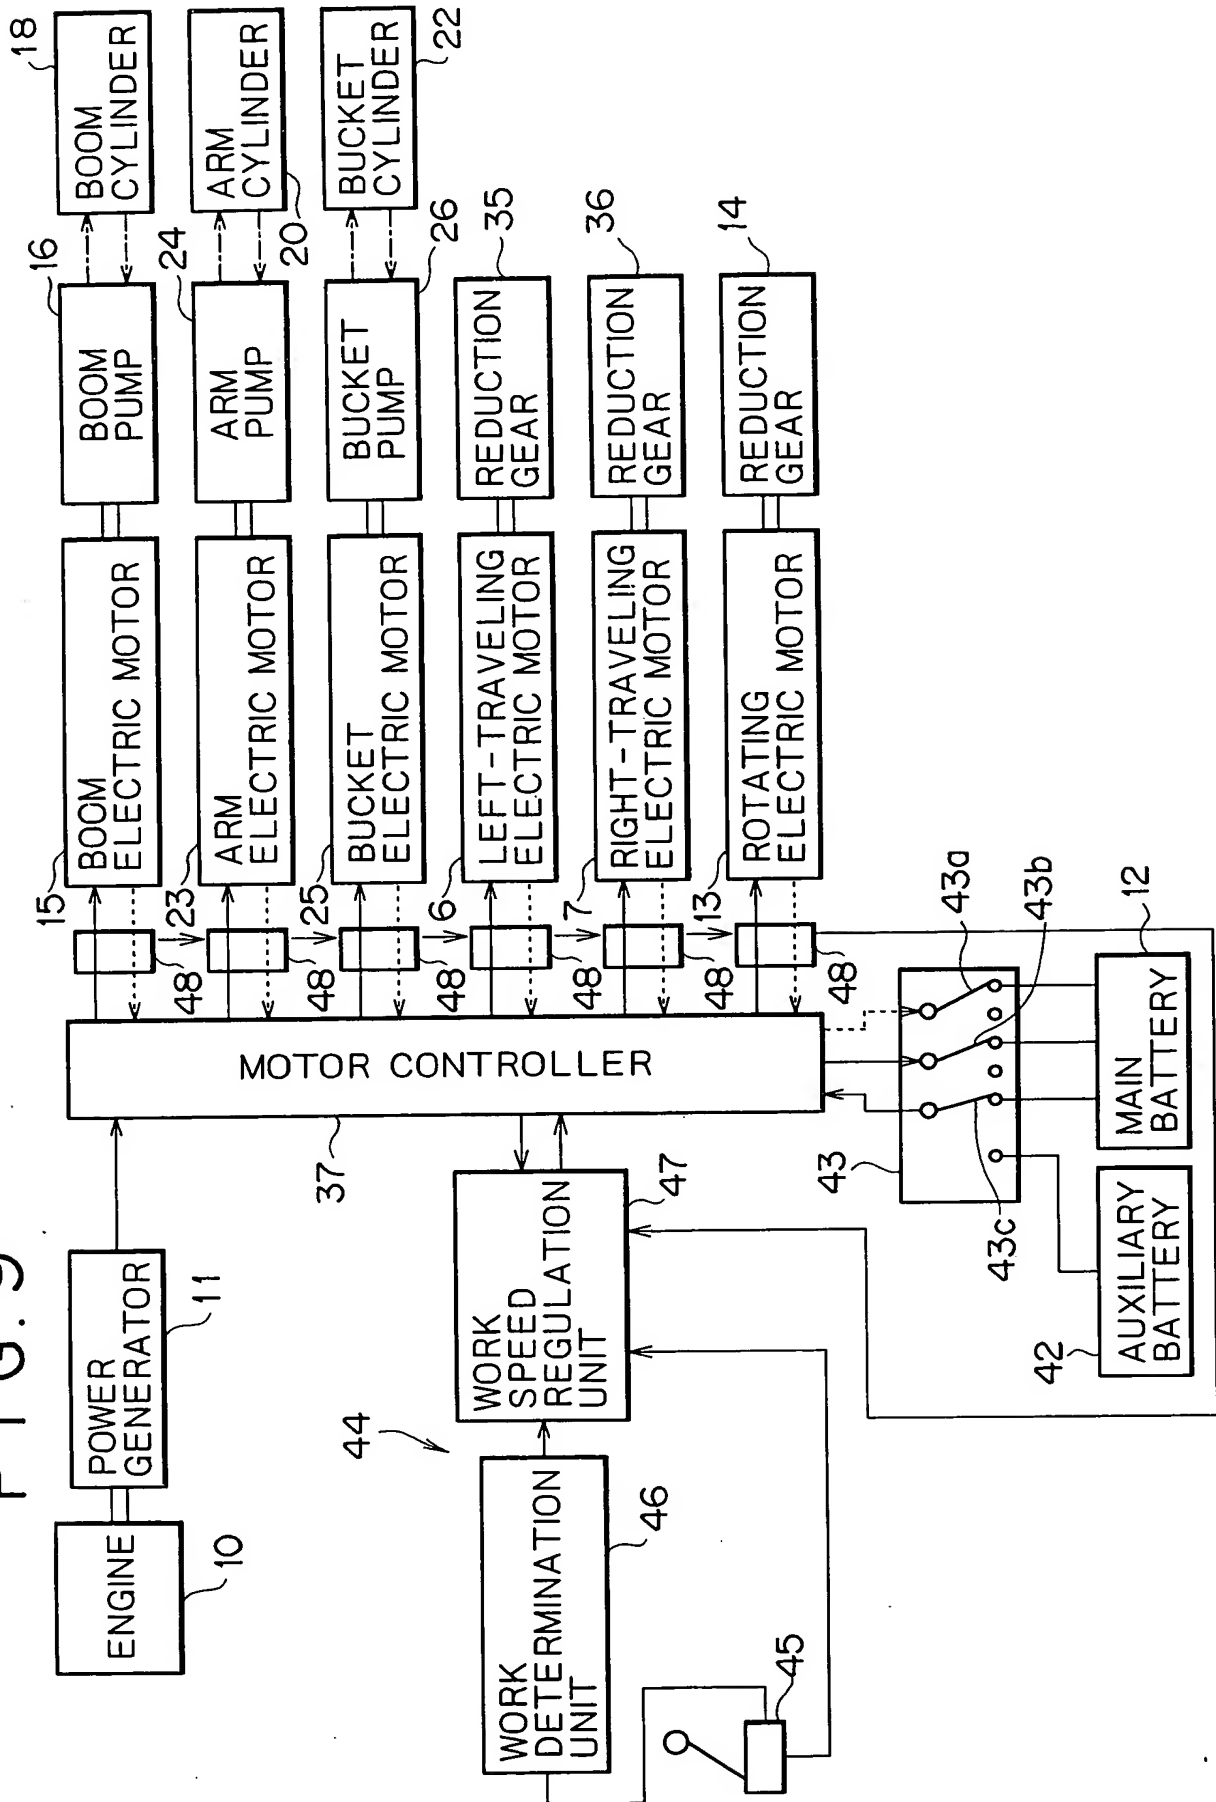 FIG.9
ENGINE
10
POWER
GENERATOR
11
MOTOR CONTROLLER
37
15
BOOM
ELECTRIC MOTOR
16
BOOM
PUMP
18
BOOM
CYLINDER
48
23
ARM
ELECTRIC MOTOR
24
ARM
PUMP
20
ARM
CYLINDER
48
25
BUCKET
ELECTRIC MOTOR
BUCKET
PUMP
26
BUCKET
CYLINDER
22
48
6
LEFT-TRAVELING
ELECTRIC MOTOR
REDUCTION
GEAR
35
48
7
RIGHT-TRAVELING
ELECTRIC MOTOR
REDUCTION
GEAR
36
48
13
ROTATING
ELECTRIC MOTOR
REDUCTION
GEAR
14
48
44
WORK
DETERMINATION
UNIT
46
WORK
SPEED
REGULATION
UNIT
47
45
43
43a
43b
43c
42
AUXILIARY
BATTERY
MAIN
BATTERY
12